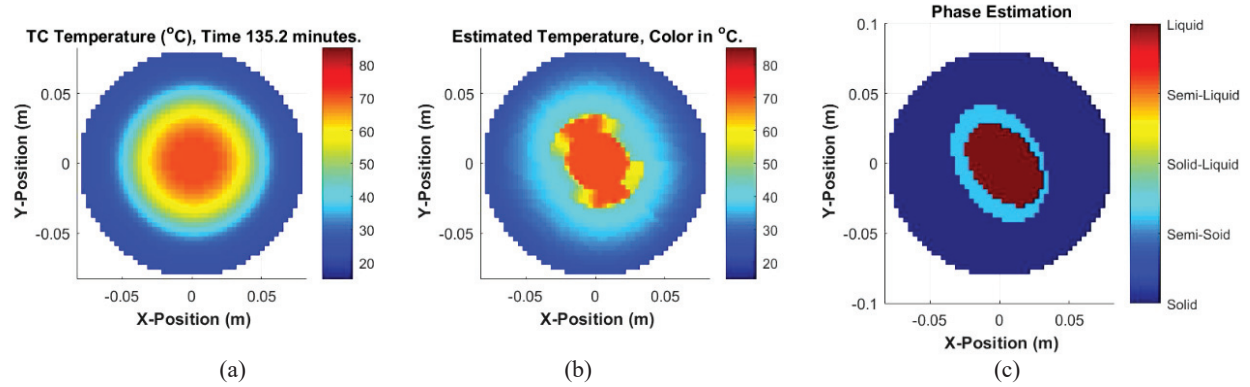 TC Temperature (°C), Time 135.2 minutes.
80
70
60
50
40
30
20
0.05
0
-0.05
Y-Position (m)
-0.05 0 0.05
X-Position (m)
(a)
Estimated Temperature, Color in °C.
80
70
60
50
40
30
20
0.05
0
-0.05
Y-Position (m)
-0.05 0 0.05
X-Position (m)
(b)
Phase Estimation
0.1
0.05
0
-0.05
-0.1
Y-Position (m)
-0.05 0 0.05
X-Position (m)
Liquid
Semi-Liquid
Solid-Liquid
Semi-Soid
Solid
(c)